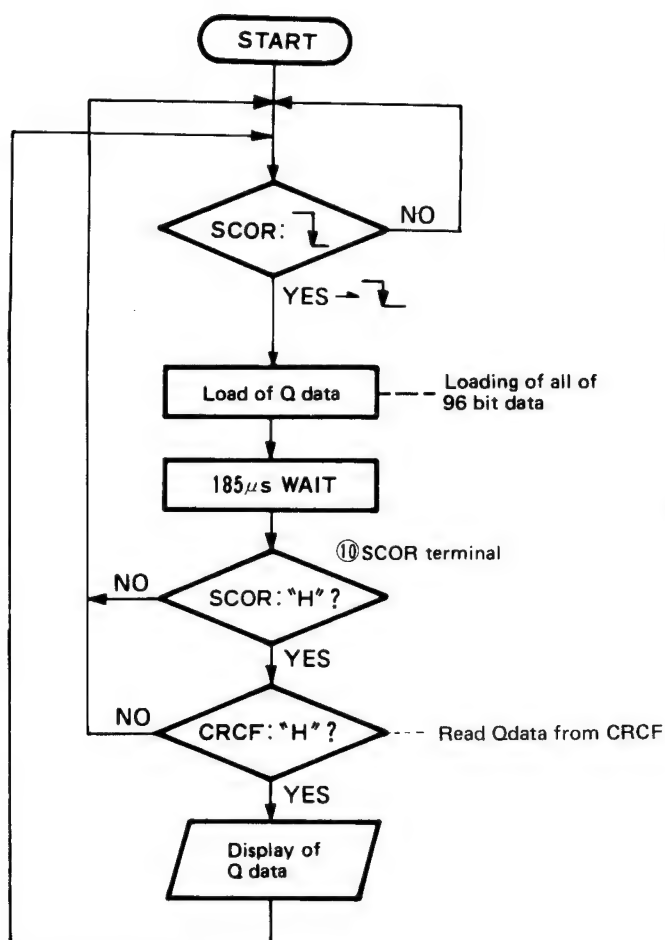 START
SCOR:
NO
YES
Load of Q data
Loading of all of
96 bit data
185μs WAIT
⑩SCOR terminal
NO
SCOR: "H"?
YES
NO
CRCF: "H"?
Read Qdata from CRCF
YES
Display of
Q data